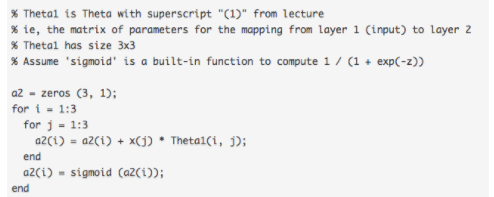 % Theta1 is Theta with superscript "(1)" from lecture
% ie, the matrix of parameters for the mapping from layer 1 (input) to layer 2
% Theta1 has size 3x3
% Assume 'sigmoid' is a built-in function to compute 1 / (1 + exp(-z))

a2 = zeros (3, 1);
for i = 1:3
  for j = 1:3
    a2(i) = a2(i) + x(j) * Theta1(i, j);
  end
  a2(i) = sigmoid (a2(i));
end